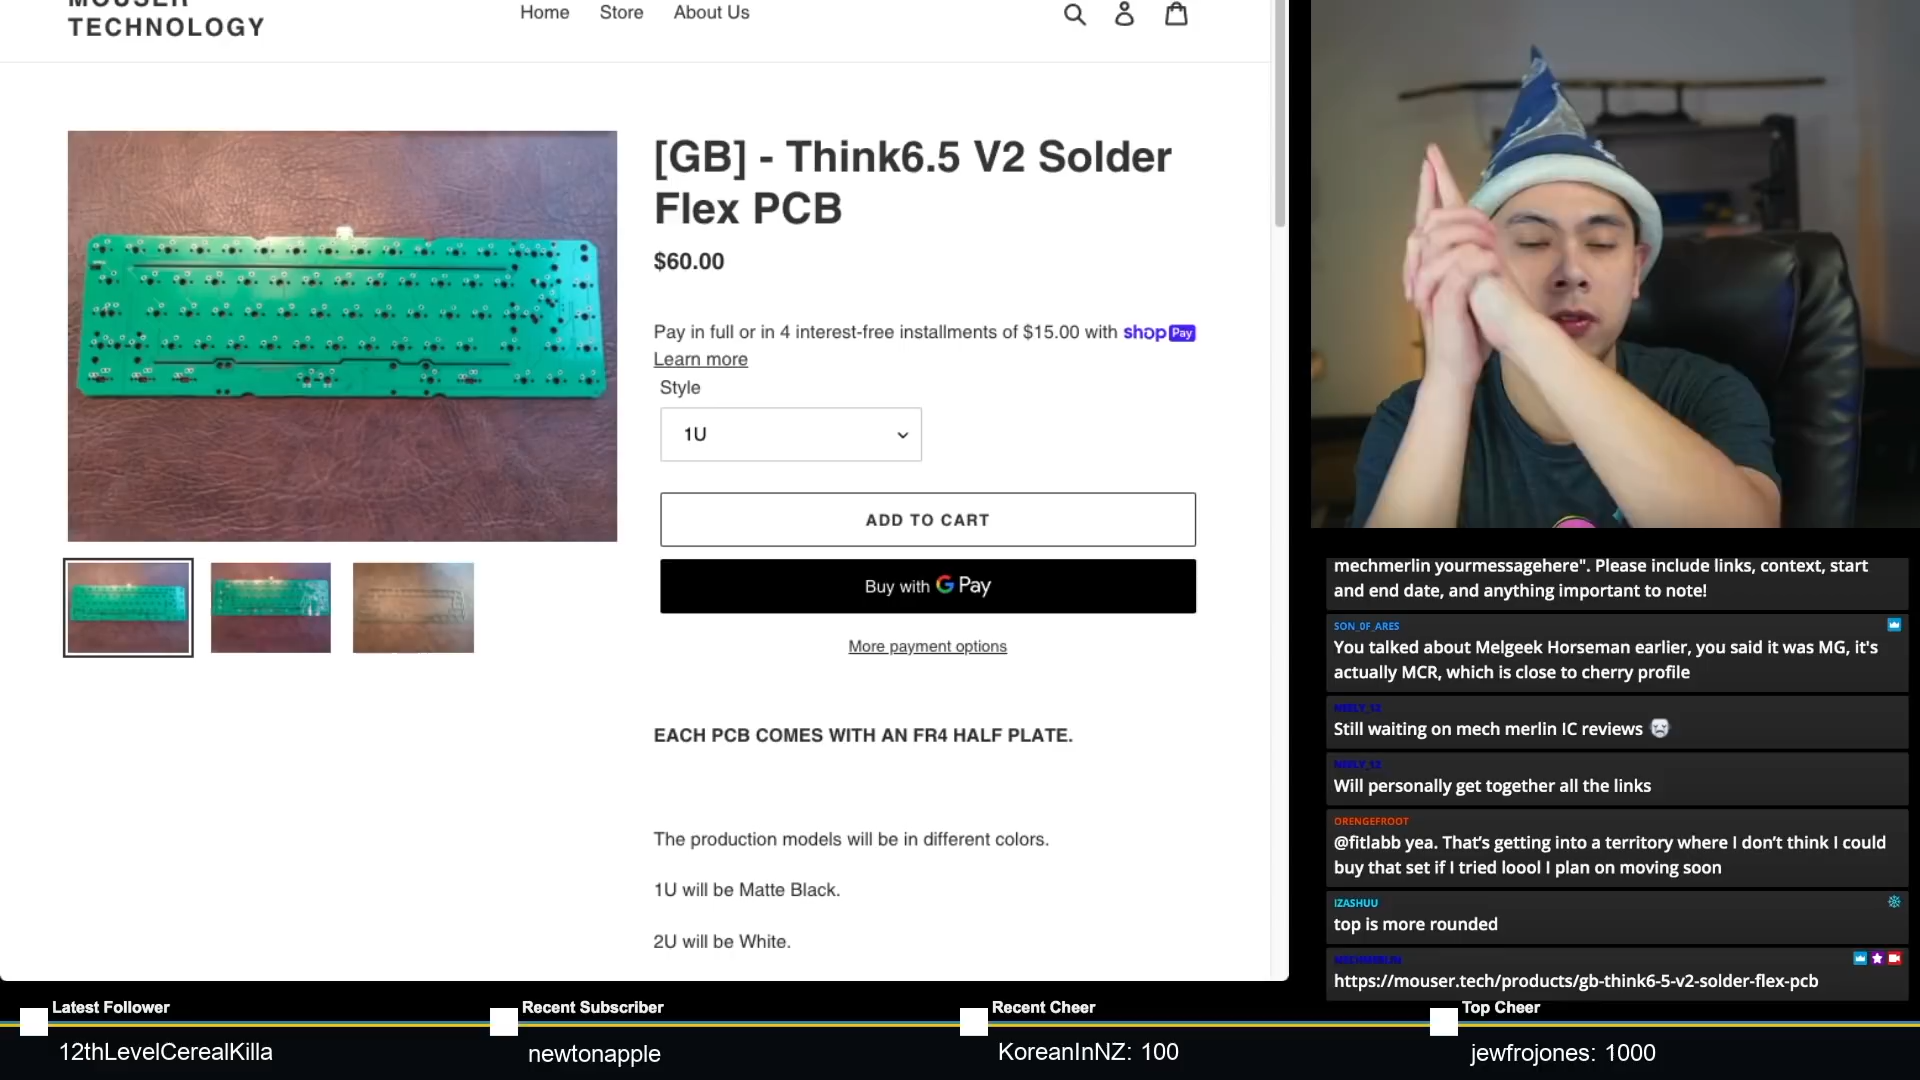 MOUSER
TECHNOLOGY
Home
Store
About Us
[GB] - Think6.5 V2 Solder
Flex PCB
$60.00
Pay in full or in 4 interest-free installments of $15.00 with shop Pay
Learn more
Style
1U
ADD TO CART
Buy with G Pay
More payment options
EACH PCB COMES WITH AN FR4 HALF PLATE.
The production models will be in different colors.
1U will be Matte Black.
2U will be White.
mechmerlin yourmessagehere". Please include links, context, start
and end date, and anything important to note!
SON_0F_ARES
You talked about Melgeek Horseman earlier, you said it was MG, it's
actually MCR, which is close to cherry profile
NEELY_12
Still waiting on mech merlin IC reviews
NEELY_12
Will personally get together all the links
ORENGEFROOT
@fitlabb yea. That’s getting into a territory where I don’t think I could
buy that set if I tried loool I plan on moving soon
IZASHUU
top is more rounded
MECHMERLIN
https://mouser.tech/products/gb-think6-5-v2-solder-flex-pcb
Latest Follower
12thLevelCerealKilla
Recent Subscriber
newtonapple
Recent Cheer
KoreanInNZ: 100
Top Cheer
jewfrojones: 1000